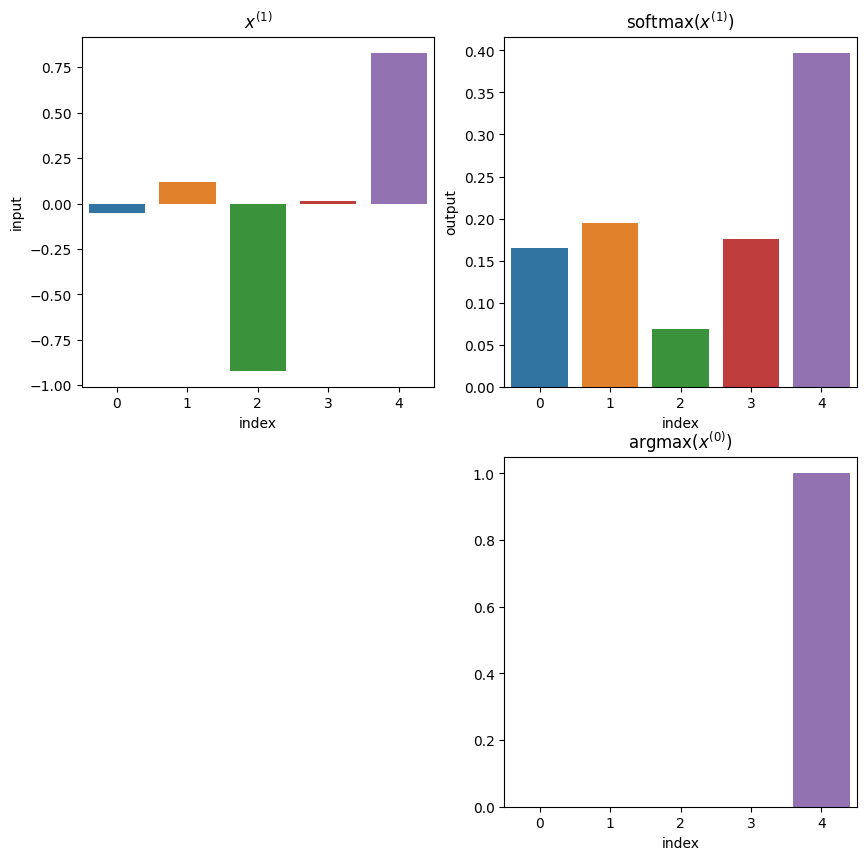 x^{(1)}
0.75
0.50
0.25
0.00
−0.25
−0.50
−0.75
−1.00
input
0 1 2 3 4
index
softmax(x^{(1)})
0.40
0.35
0.30
0.25
0.20
0.15
0.10
0.05
0.00
output
0 1 2 3 4
index
argmax(x^{(0)})
1.0
0.8
0.6
0.4
0.2
0.0
0 1 2 3 4
index